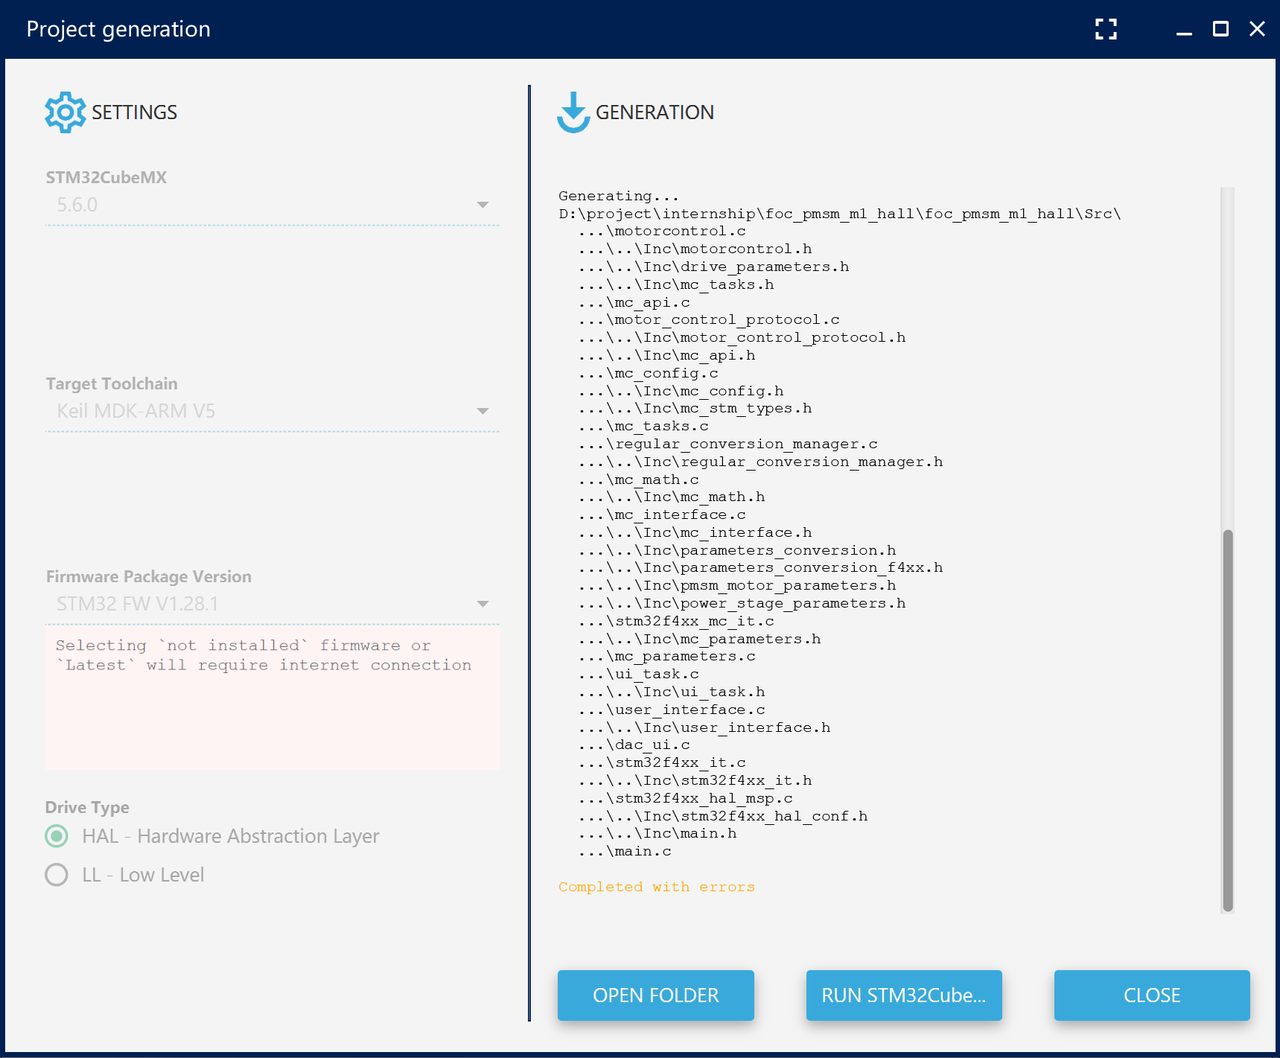 Project generation
SETTINGS
STM32CubeMX
5.6.0
Target Toolchain
Keil MDK-ARM V5
Firmware Package Version
STM32 FW V1.28.1
Selecting `not installed` firmware or
`Latest` will require internet connection
Drive Type
HAL - Hardware Abstraction Layer
LL - Low Level
GENERATION
Generating...
D:\project\internship\foc_pmsm_m1_hall\foc_pmsm_m1_hall\Src\
...\motorcontrol.c
...\..\Inc\motorcontrol.h
...\..\Inc\drive_parameters.h
...\..\Inc\mc_tasks.h
...\mc_api.c
...\motor_control_protocol.c
...\..\Inc\motor_control_protocol.h
...\..\Inc\mc_api.h
...\mc_config.c
...\..\Inc\mc_config.h
...\..\Inc\mc_stm_types.h
...\mc_tasks.c
...\regular_conversion_manager.c
...\..\Inc\regular_conversion_manager.h
...\mc_math.c
...\..\Inc\mc_math.h
...\mc_interface.c
...\..\Inc\mc_interface.h
...\..\Inc\parameters_conversion.h
...\..\Inc\parameters_conversion_f4xx.h
...\..\Inc\pmsm_motor_parameters.h
...\..\Inc\power_stage_parameters.h
...\stm32f4xx_mc_it.c
...\..\Inc\mc_parameters.h
...\mc_parameters.c
...\ui_task.c
...\..\Inc\ui_task.h
...\user_interface.c
...\..\Inc\user_interface.h
...\dac_ui.c
...\stm32f4xx_it.c
...\..\Inc\stm32f4xx_it.h
...\stm32f4xx_hal_msp.c
...\..\Inc\stm32f4xx_hal_conf.h
...\..\Inc\main.h
...\main.c
Completed with errors
OPEN FOLDER
RUN STM32Cube...
CLOSE